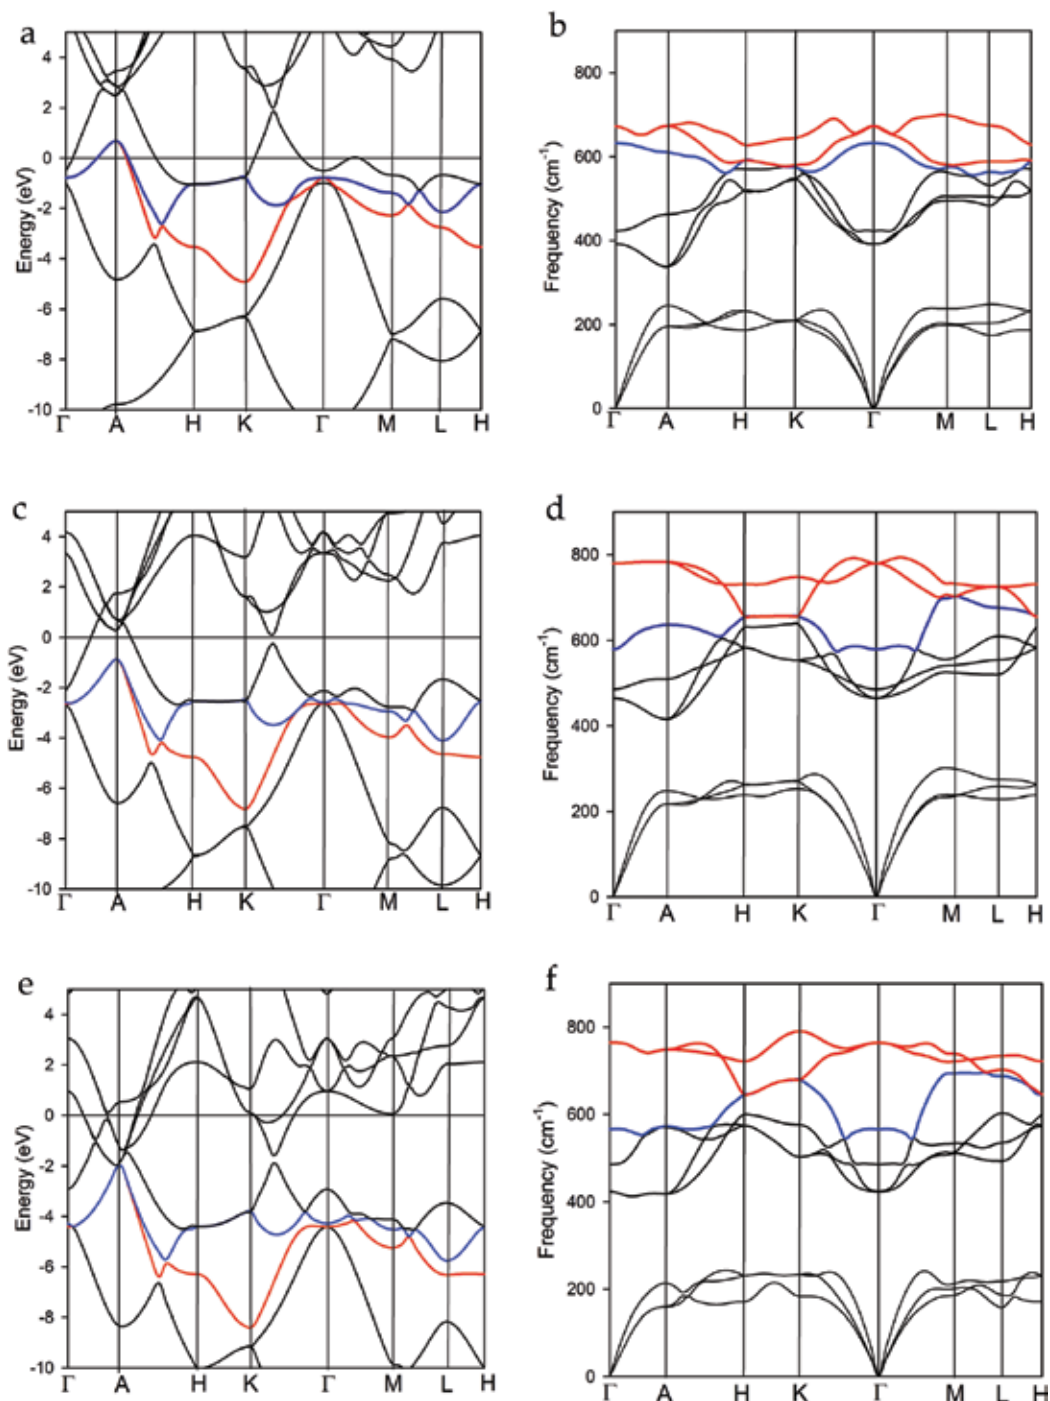 a
Energy (eV)
4
2
0
-2
-4
-6
-8
-10
Γ A H K Γ M L H
b
Frequency (cm⁻¹)
800
600
400
200
0
Γ A H K Γ M L H
c
Energy (eV)
4
2
0
-2
-4
-6
-8
-10
Γ A H K Γ M L H
d
Frequency (cm⁻¹)
800
600
400
200
0
Γ A H K Γ M L H
e
Energy (eV)
4
2
0
-2
-4
-6
-8
-10
Γ A H K Γ M L H
f
Frequency (cm⁻¹)
800
600
400
200
0
Γ A H K Γ M L H